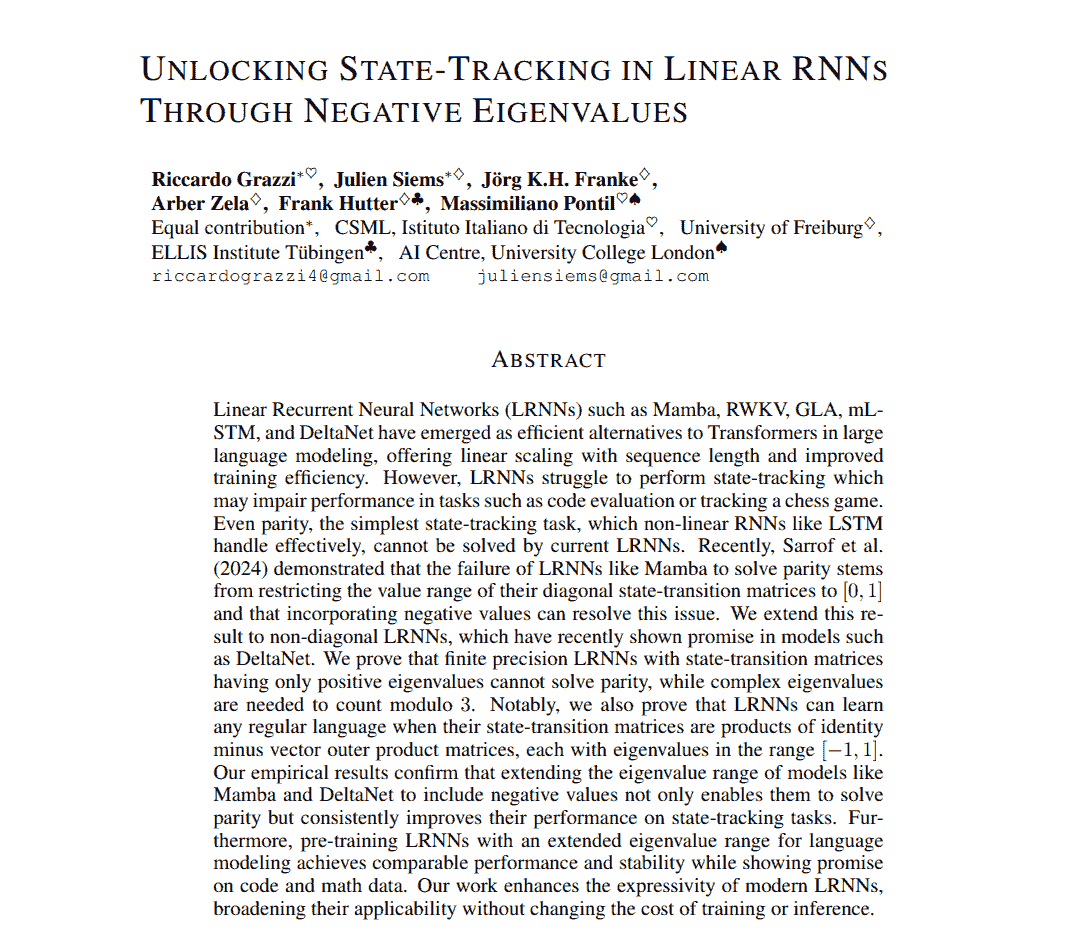 UNLOCKING STATE-TRACKING IN LINEAR RNNS
THROUGH NEGATIVE EIGENVALUES
Riccardo Grazzi*♡, Julien Siems*♢, Jörg K.H. Franke♢,
Arber Zela♢, Frank Hutter♢♣, Massimiliano Pontil♡♠
Equal contribution*, CSML, Istituto Italiano di Tecnologia♡, University of Freiburg♢,
ELLIS Institute Tübingen♣, AI Centre, University College London♠
riccardograzzi4@gmail.com juliensiems@gmail.com
ABSTRACT
Linear Recurrent Neural Networks (LRNNs) such as Mamba, RWKV, GLA, mL-
STM, and DeltaNet have emerged as efficient alternatives to Transformers in large
language modeling, offering linear scaling with sequence length and improved
training efficiency. However, LRNNs struggle to perform state-tracking which
may impair performance in tasks such as code evaluation or tracking a chess game.
Even parity, the simplest state-tracking task, which non-linear RNNs like LSTM
handle effectively, cannot be solved by current LRNNs. Recently, Sarrof et al.
(2024) demonstrated that the failure of LRNNs like Mamba to solve parity stems
from restricting the value range of their diagonal state-transition matrices to [0, 1]
and that incorporating negative values can resolve this issue. We extend this re-
sult to non-diagonal LRNNs, which have recently shown promise in models such
as DeltaNet. We prove that finite precision LRNNs with state-transition matrices
having only positive eigenvalues cannot solve parity, while complex eigenvalues
are needed to count modulo 3. Notably, we also prove that LRNNs can learn
any regular language when their state-transition matrices are products of identity
minus vector outer product matrices, each with eigenvalues in the range [−1, 1].
Our empirical results confirm that extending the eigenvalue range of models like
Mamba and DeltaNet to include negative values not only enables them to solve
parity but consistently improves their performance on state-tracking tasks. Fur-
thermore, pre-training LRNNs with an extended eigenvalue range for language
modeling achieves comparable performance and stability while showing promise
on code and math data. Our work enhances the expressivity of modern LRNNs,
broadening their applicability without changing the cost of training or inference.